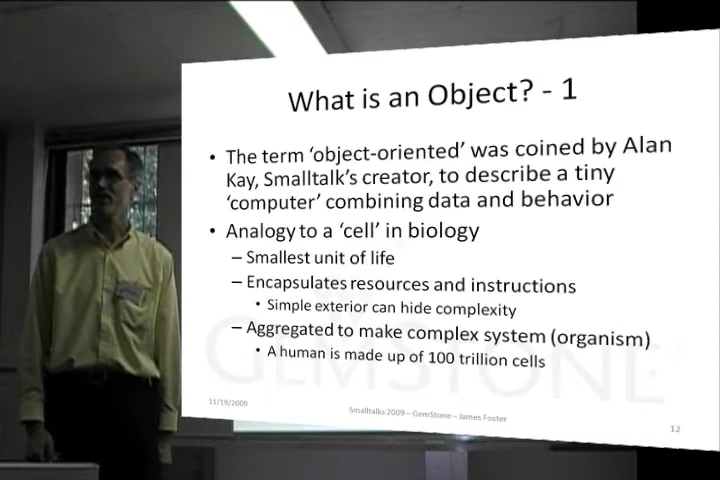 What is an Object? - 1
• The term ‘object-oriented’ was coined by Alan
Kay, Smalltalk’s creator, to describe a tiny
‘computer’ combining data and behavior
• Analogy to a ‘cell’ in biology
– Smallest unit of life
– Encapsulates resources and instructions
• Simple exterior can hide complexity
– Aggregated to make complex system (organism)
• A human is made up of 100 trillion cells
GEMSTONE
11/19/2009
Smalltalks 2009 – GemStone – James Foster
12